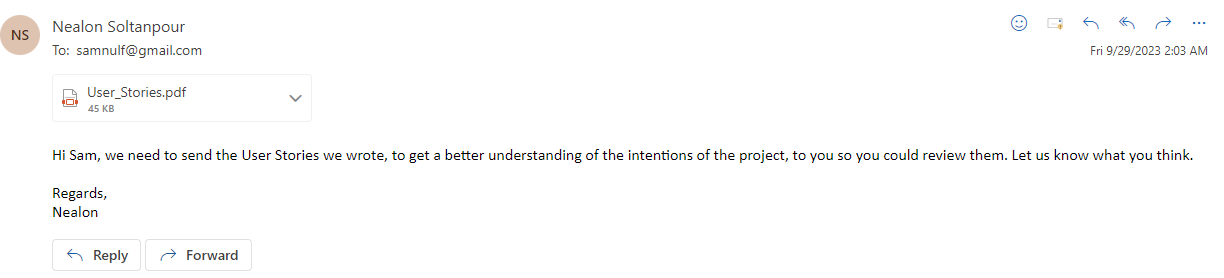 NS
Nealon Soltanpour
To: samnulf@gmail.com
Fri 9/29/2023 2:03 AM
User_Stories.pdf
45 KB
Hi Sam, we need to send the User Stories we wrote, to get a better understanding of the intentions of the project, to you so you could review them. Let us know what you think.
Regards,
Nealon
Reply
Forward